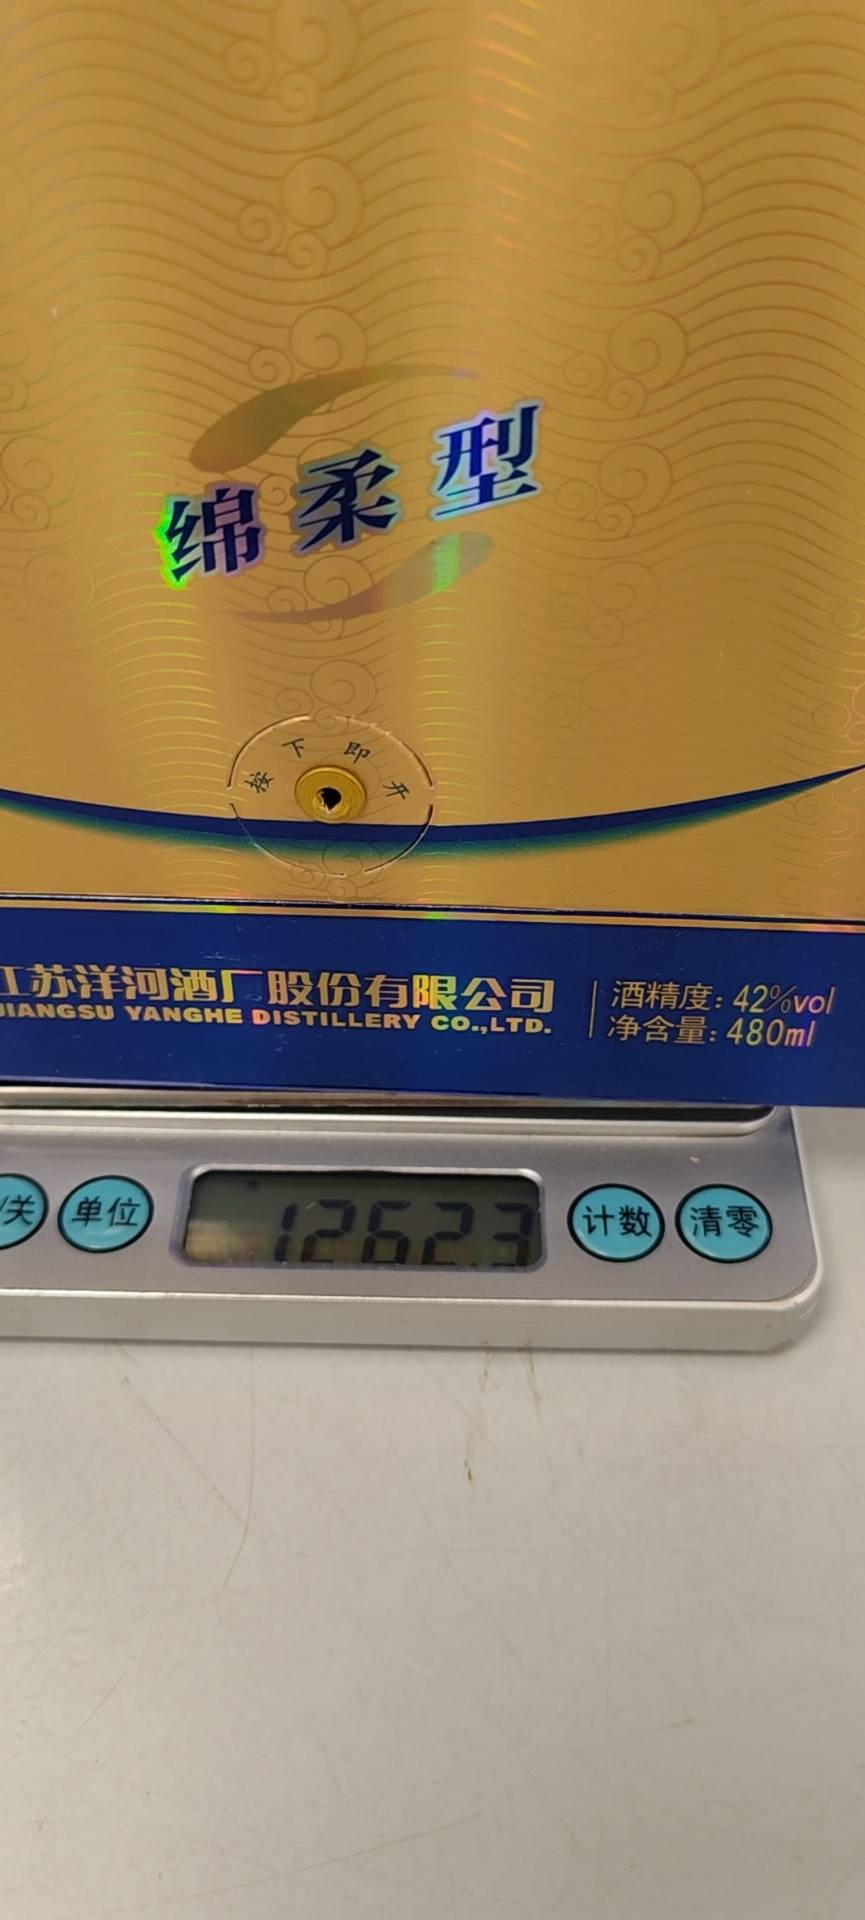 绵柔型
按下即开
江苏洋河酒厂股份有限公司
JIANGSU YANGHE DISTILLERY CO.,LTD.
酒精度：42%vol
净含量：480ml
/关
单位
1262.3
计数
清零